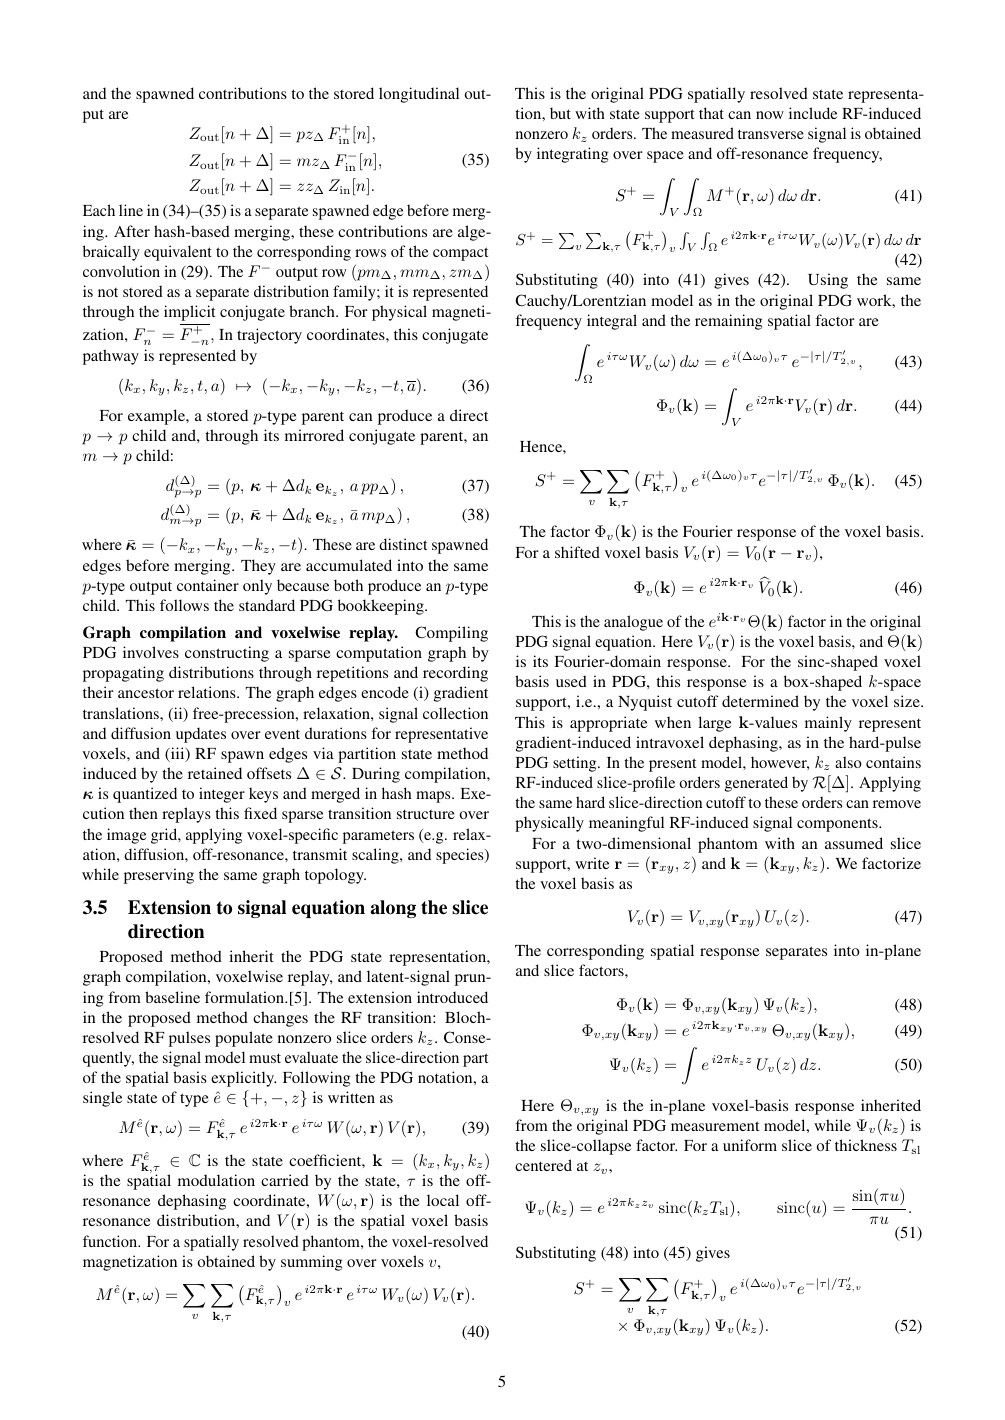 and the spawned contributions to the stored longitudinal out-
put are
Z_out[n + Δ] = pz_Δ F^+_in[n],
Z_out[n + Δ] = mz_Δ F^−_in[n], (35)
Z_out[n + Δ] = zz_Δ Z_in[n].
Each line in (34)–(35) is a separate spawned edge before merg-
ing. After hash-based merging, these contributions are alge-
braically equivalent to the corresponding rows of the compact
convolution in (29). The F^− output row (pm_Δ, mm_Δ, zm_Δ)
is not stored as a separate distribution family; it is represented
through the implicit conjugate branch. For physical magneti-
zation, F^−_n = \overline{F^+_{−n}}, In trajectory coordinates, this conjugate
pathway is represented by
(k_x, k_y, k_z, t, a) ↦ (−k_x, −k_y, −k_z, −t, \overline{a}). (36)
For example, a stored p-type parent can produce a direct
p → p child and, through its mirrored conjugate parent, an
m → p child:
d^{(Δ)}_{p→p} = (p, κ + Δd_k e_{k_z}, a pp_Δ) , (37)
d^{(Δ)}_{m→p} = (p, \bar{κ} + Δd_k e_{k_z}, \bar{a} mp_Δ) , (38)
where \bar{κ} = (−k_x, −k_y, −k_z, −t). These are distinct spawned
edges before merging. They are accumulated into the same
p-type output container only because both produce an p-type
child. This follows the standard PDG bookkeeping.
Graph compilation and voxelwise replay. Compiling
PDG involves constructing a sparse computation graph by
propagating distributions through repetitions and recording
their ancestor relations. The graph edges encode (i) gradient
translations, (ii) free-precession, relaxation, signal collection
and diffusion updates over event durations for representative
voxels, and (iii) RF spawn edges via partition state method
induced by the retained offsets Δ ∈ S. During compilation,
κ is quantized to integer keys and merged in hash maps. Exe-
cution then replays this fixed sparse transition structure over
the image grid, applying voxel-specific parameters (e.g. relax-
ation, diffusion, off-resonance, transmit scaling, and species)
while preserving the same graph topology.
3.5 Extension to signal equation along the slice
direction
Proposed method inherit the PDG state representation,
graph compilation, voxelwise replay, and latent-signal prun-
ing from baseline formulation.[5]. The extension introduced
in the proposed method changes the RF transition: Bloch-
resolved RF pulses populate nonzero slice orders k_z. Conse-
quently, the signal model must evaluate the slice-direction part
of the spatial basis explicitly. Following the PDG notation, a
single state of type ê ∈ {+, −, z} is written as
M^ê(r, ω) = F^ê_{k,τ} e^{i2πk·r} e^{iτω} W(ω, r) V(r), (39)
where F^ê_{k,τ} ∈ ℂ is the state coefficient, k = (k_x, k_y, k_z)
is the spatial modulation carried by the state, τ is the off-
resonance dephasing coordinate, W(ω, r) is the local off-
resonance distribution, and V(r) is the spatial voxel basis
function. For a spatially resolved phantom, the voxel-resolved
magnetization is obtained by summing over voxels v,
M^ê(r, ω) = ∑_v ∑_{k,τ} (F^ê_{k,τ})_v e^{i2πk·r} e^{iτω} W_v(ω) V_v(r).
(40)
This is the original PDG spatially resolved state representa-
tion, but with state support that can now include RF-induced
nonzero k_z orders. The measured transverse signal is obtained
by integrating over space and off-resonance frequency,
S^+ = ∫_V ∫_Ω M^+(r, ω) dω dr. (41)
S^+ = ∑_v ∑_{k,τ} (F^+_{k,τ})_v ∫_V ∫_Ω e^{i2πk·r} e^{iτω} W_v(ω)V_v(r) dω dr
(42)
Substituting (40) into (41) gives (42). Using the same
Cauchy/Lorentzian model as in the original PDG work, the
frequency integral and the remaining spatial factor are
∫_Ω e^{iτω} W_v(ω) dω = e^{i(Δω_0)_v τ} e^{−|τ|/T′_{2,v}}, (43)
Φ_v(k) = ∫_V e^{i2πk·r} V_v(r) dr. (44)
Hence,
S^+ = ∑_v ∑_{k,τ} (F^+_{k,τ})_v e^{i(Δω_0)_v τ} e^{−|τ|/T′_{2,v}} Φ_v(k). (45)
The factor Φ_v(k) is the Fourier response of the voxel basis.
For a shifted voxel basis V_v(r) = V_0(r − r_v),
Φ_v(k) = e^{i2πk·r_v} \hat{V}_0(k). (46)
This is the analogue of the e^{ik·r_v}Θ(k) factor in the original
PDG signal equation. Here V_v(r) is the voxel basis, and Θ(k)
is its Fourier-domain response. For the sinc-shaped voxel
basis used in PDG, this response is a box-shaped k-space
support, i.e., a Nyquist cutoff determined by the voxel size.
This is appropriate when large k-values mainly represent
gradient-induced intravoxel dephasing, as in the hard-pulse
PDG setting. In the present model, however, k_z also contains
RF-induced slice-profile orders generated by R[Δ]. Applying
the same hard slice-direction cutoff to these orders can remove
physically meaningful RF-induced signal components.
For a two-dimensional phantom with an assumed slice
support, write r = (r_{xy}, z) and k = (k_{xy}, k_z). We factorize
the voxel basis as
V_v(r) = V_{v,xy}(r_{xy}) U_v(z). (47)
The corresponding spatial response separates into in-plane
and slice factors,
Φ_v(k) = Φ_{v,xy}(k_{xy}) Ψ_v(k_z), (48)
Φ_{v,xy}(k_{xy}) = e^{i2πk_{xy}·r_{v,xy}} Θ_{v,xy}(k_{xy}), (49)
Ψ_v(k_z) = ∫ e^{i2πk_z z} U_v(z) dz. (50)
Here Θ_{v,xy} is the in-plane voxel-basis response inherited
from the original PDG measurement model, while Ψ_v(k_z) is
the slice-collapse factor. For a uniform slice of thickness T_sl
centered at z_v,
Ψ_v(k_z) = e^{i2πk_z z_v} sinc(k_z T_sl), sinc(u) = sin(πu)/πu.
(51)
Substituting (48) into (45) gives
S^+ = ∑_v ∑_{k,τ} (F^+_{k,τ})_v e^{i(Δω_0)_v τ} e^{−|τ|/T′_{2,v}}
× Φ_{v,xy}(k_{xy}) Ψ_v(k_z). (52)
5